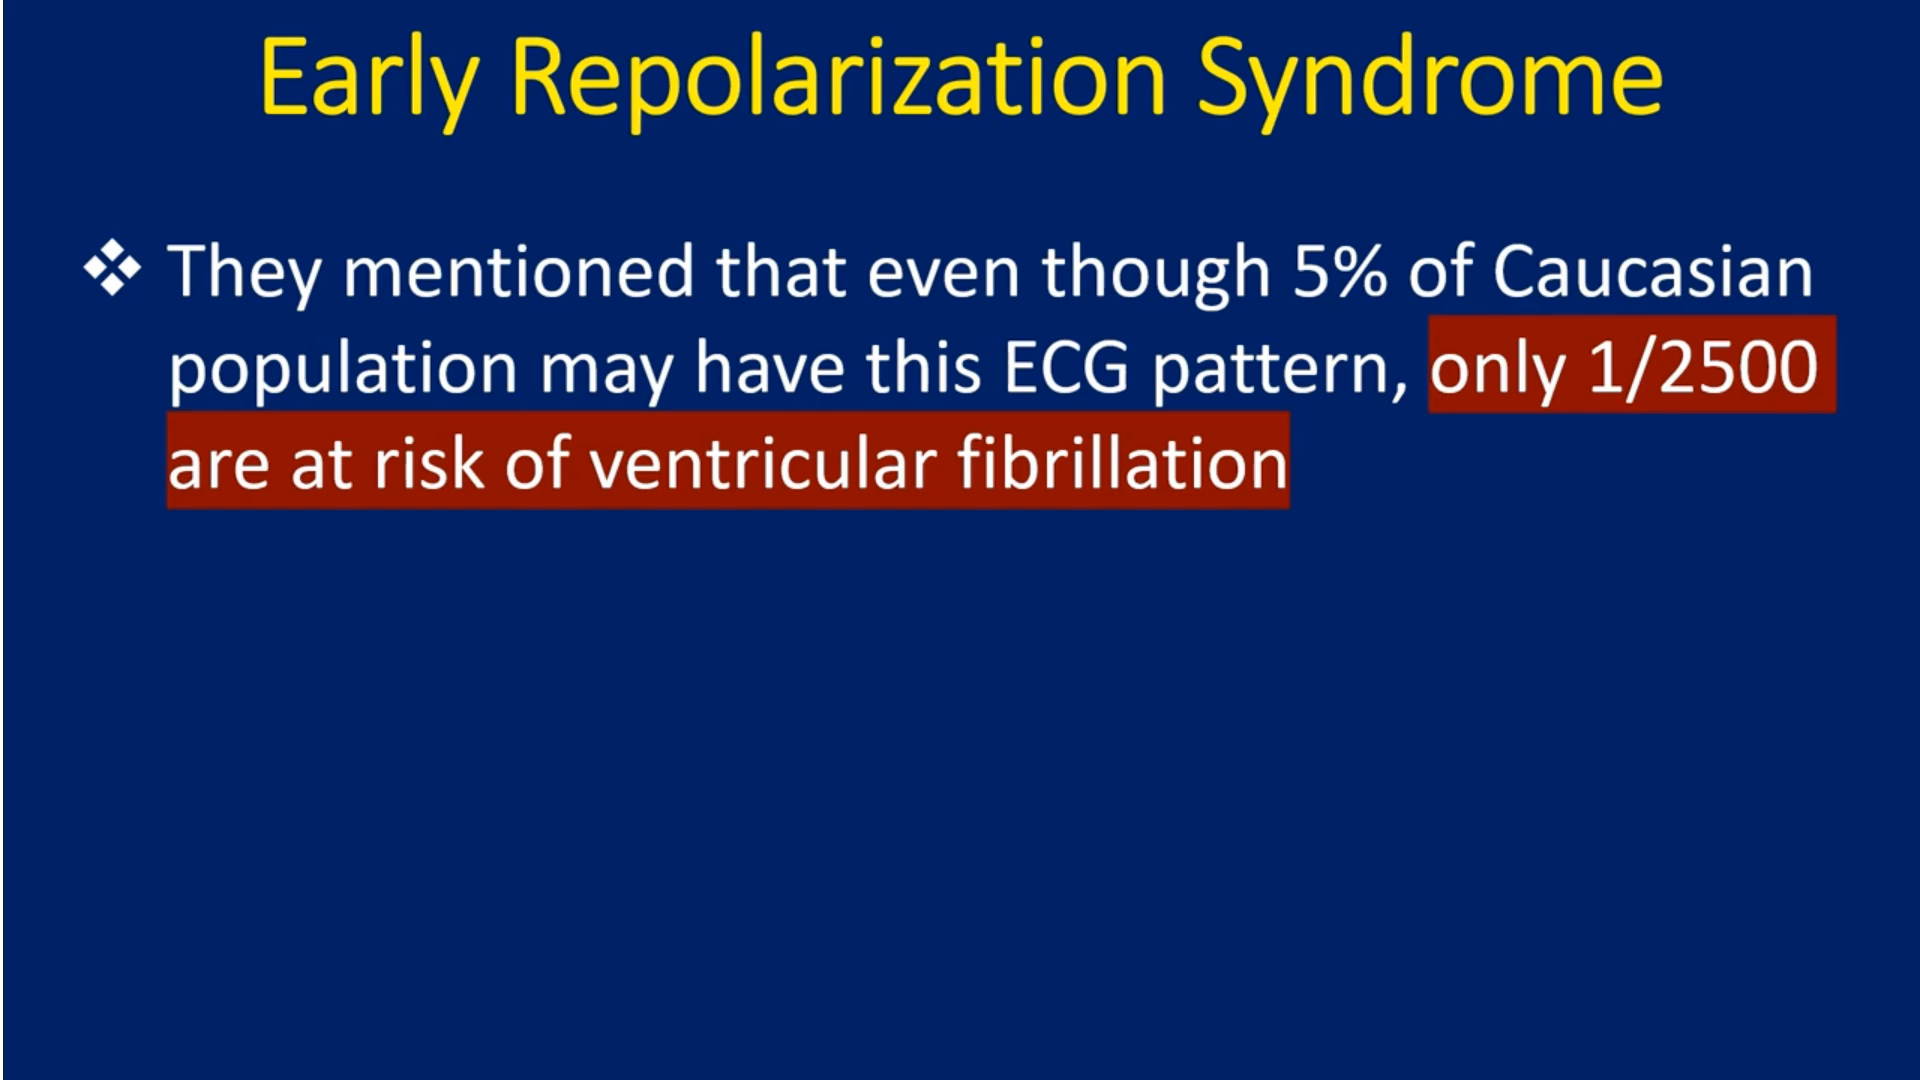 Early Repolarization Syndrome
❖ They mentioned that even though 5% of Caucasian
population may have this ECG pattern, only 1/2500
are at risk of ventricular fibrillation